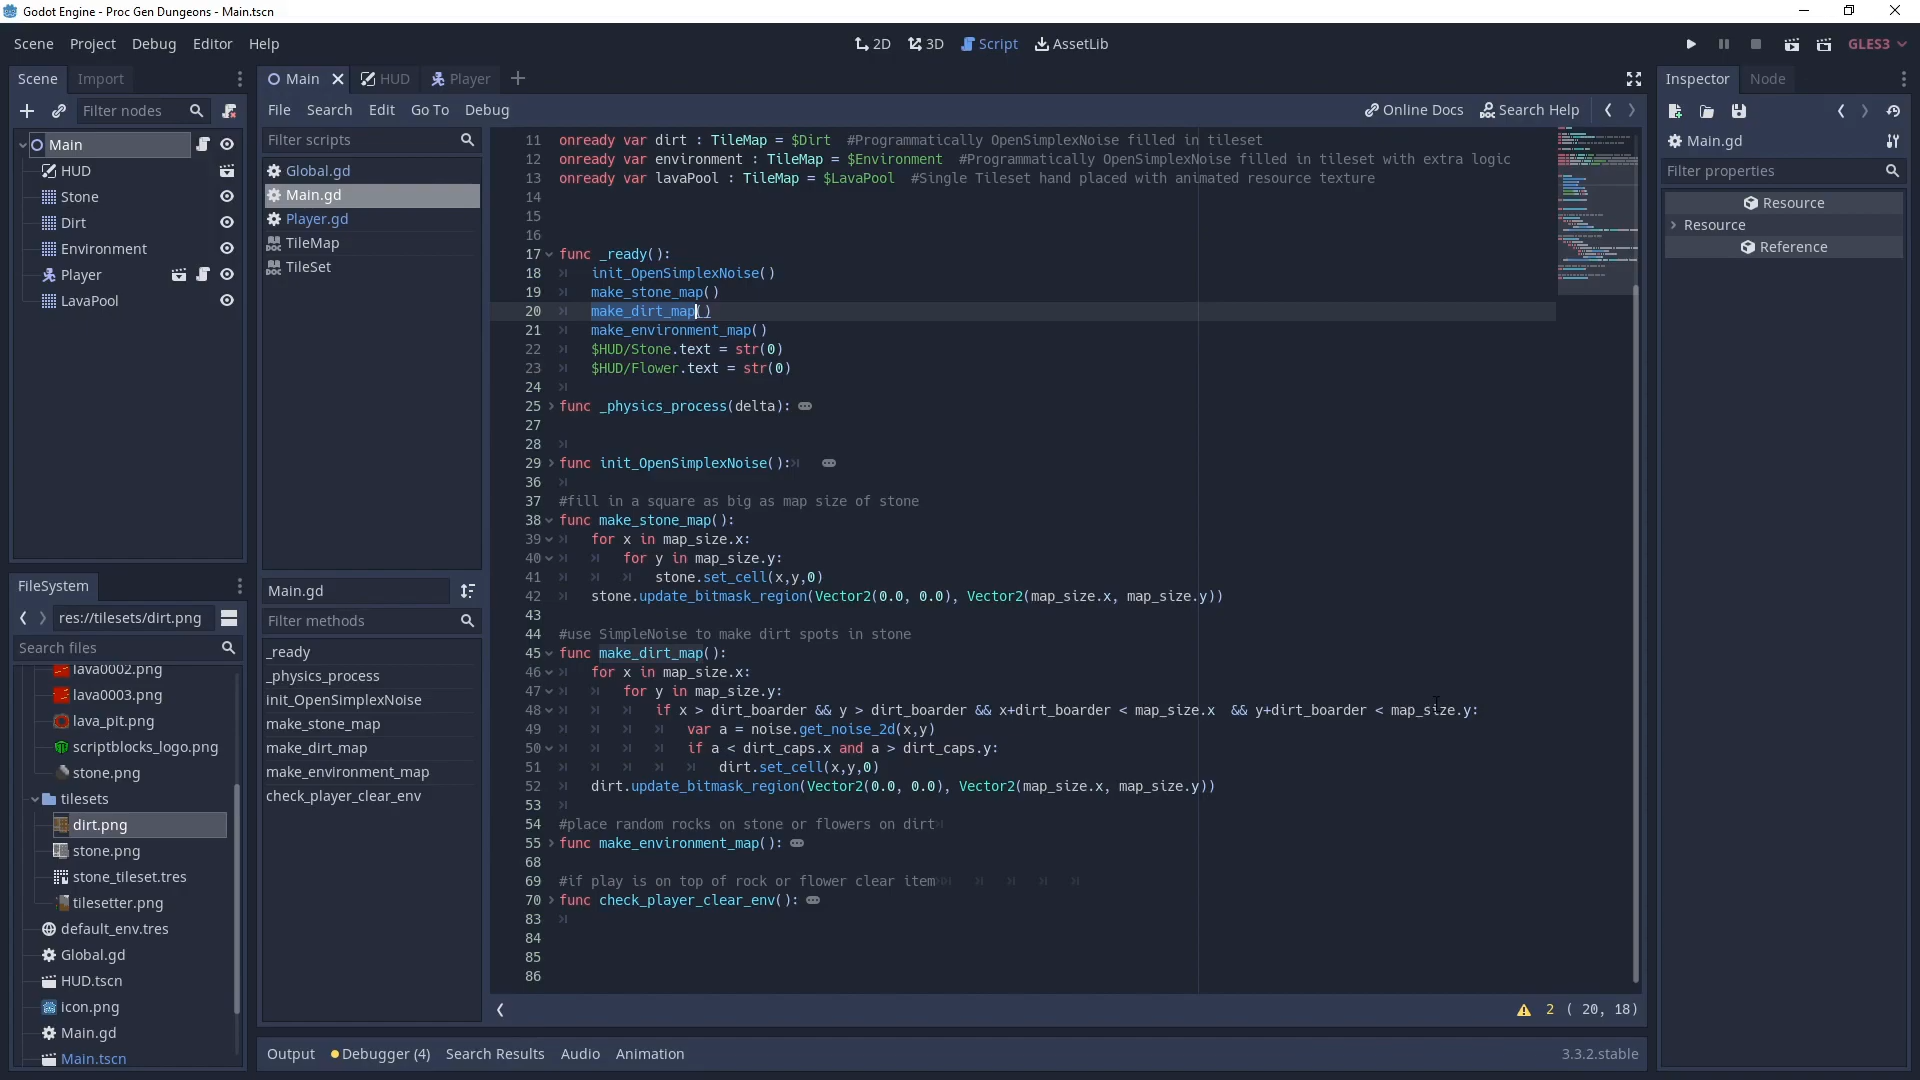 Godot Engine - Proc Gen Dungeons - Main.tscn
Scene Project Debug Editor Help
2D 3D Script AssetLib
GLES3
Scene Import
Filter nodes
Main
HUD
Stone
Dirt
Environment
Player
LavaPool
FileSystem
res://tilesets/dirt.png
Search files
lava0002.png
lava0003.png
lava_pit.png
scriptblocks_logo.png
stone.png
tilesets
dirt.png
stone.png
stone_tileset.tres
tilesetter.png
default_env.tres
Global.gd
HUD.tscn
icon.png
Main.gd
Main.tscn
Main HUD Player
File Search Edit Go To Debug
Online Docs Search Help
Filter scripts
Global.gd
Main.gd
Player.gd
TileMap
TileSet
Main.gd
Filter methods
_ready
_physics_process
init_OpenSimplexNoise
make_stone_map
make_dirt_map
make_environment_map
check_player_clear_env
11 onready var dirt : TileMap = $Dirt  #Programmatically OpenSimplexNoise filled in tileset
12 onready var environment : TileMap = $Environment  #Programmatically OpenSimplexNoise filled in tileset with extra logic
13 onready var lavaPool : TileMap = $LavaPool  #Single Tileset hand placed with animated resource texture
14
15
16
17 func _ready():
18 init_OpenSimplexNoise()
19 make_stone_map()
20 make_dirt_map()
21 make_environment_map()
22 $HUD/Stone.text = str(0)
23 $HUD/Flower.text = str(0)
24
25 func _physics_process(delta):
27
28
29 func init_OpenSimplexNoise():
36
37 #fill in a square as big as map size of stone
38 func make_stone_map():
39 for x in map_size.x:
40 for y in map_size.y:
41 stone.set_cell(x,y,0)
42 stone.update_bitmask_region(Vector2(0.0, 0.0), Vector2(map_size.x, map_size.y))
43
44 #use SimpleNoise to make dirt spots in stone
45 func make_dirt_map():
46 for x in map_size.x:
47 for y in map_size.y:
48 if x > dirt_boarder && y > dirt_boarder && x+dirt_boarder < map_size.x  && y+dirt_boarder < map_size.y:
49 var a = noise.get_noise_2d(x,y)
50 if a < dirt_caps.x and a > dirt_caps.y:
51 dirt.set_cell(x,y,0)
52 dirt.update_bitmask_region(Vector2(0.0, 0.0), Vector2(map_size.x, map_size.y))
53
54 #place random rocks on stone or flowers on dirt
55 func make_environment_map():
68
69 #if play is on top of rock or flower clear item
70 func check_player_clear_env():
83
84
85
86
2 ( 20, 18)
Output Debugger (4) Search Results Audio Animation
3.3.2.stable
Inspector Node
Main.gd
Filter properties
Resource
Resource
Reference